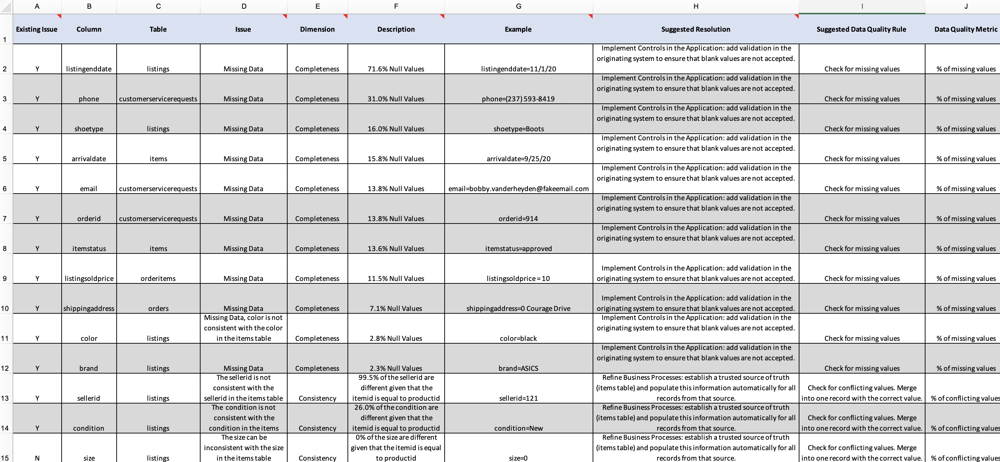 A B C D E F G H I J
1 Existing Issue Column Table Issue Dimension Description Example Suggested Resolution Suggested Data Quality Rule Data Quality Metric
Implement Controls in the Application: add validation in the
originating system to ensure that blank values are not accepted.
2 Y listingenddate listings Missing Data Completeness 71.6% Null Values listingenddate=11/1/20 Check for missing values % of missing values
Implement Controls in the Application: add validation in the
originating system to ensure that blank values are not accepted.
3 Y phone customerservicerequests Missing Data Completeness 31.0% Null Values phone=(237) 593-8419 Check for missing values % of missing values
Implement Controls in the Application: add validation in the
originating system to ensure that blank values are not accepted.
4 Y shoetype listings Missing Data Completeness 16.0% Null Values shoetype=Boots Check for missing values % of missing values
Implement Controls in the Application: add validation in the
originating system to ensure that blank values are not accepted.
5 Y arrivaldate items Missing Data Completeness 15.8% Null Values arrivaldate=9/25/20 Check for missing values % of missing values
Implement Controls in the Application: add validation in the
originating system to ensure that blank values are not accepted.
6 Y email customerservicerequests Missing Data Completeness 13.8% Null Values email=bobby.vanderheyden@fakeemail.com Check for missing values % of missing values
Implement Controls in the Application: add validation in the
originating system to ensure that blank values are not accepted.
7 Y orderid customerservicerequests Missing Data Completeness 13.8% Null Values orderid=914 Check for missing values % of missing values
Implement Controls in the Application: add validation in the
originating system to ensure that blank values are not accepted.
8 Y itemstatus items Missing Data Completeness 13.6% Null Values itemstatus=approved Check for missing values % of missing values
Implement Controls in the Application: add validation in the
9 Y listingsoldprice orderitems Missing Data Completeness 11.5% Null Values listingsoldprice = 10 originating system to ensure that blank values are not accepted. Check for missing values % of missing values
Implement Controls in the Application: add validation in the
10 Y shippingaddress orders Missing Data Completeness 7.1% Null Values shippingaddress=0 Courage Drive originating system to ensure that blank values are not accepted. Check for missing values % of missing values
Missing Data, color is not Implement Controls in the Application: add validation in the
consistent with the color originating system to ensure that blank values are not accepted.
11 Y color listings in the items table Completeness 2.8% Null Values color=black Check for missing values % of missing values
Implement Controls in the Application: add validation in the
originating system to ensure that blank values are not accepted.
12 Y brand listings Missing Data Completeness 2.3% Null Values brand=ASICS Check for missing values % of missing values
The sellerid is not 99.5% of the sellerid are Refine Business Processes: establish a trusted source of truth
consistent with the different given that the (items table) and populate this information automatically for all Check for conflicting values. Merge
13 Y sellerid listings sellerid in the items table Consistency itemid is equal to productid sellerid=121 records from that source. into one record with the correct value. % of conflicting values
The condition is not 26.0% of the condition are Refine Business Processes: establish a trusted source of truth
consistent with the different given that the (items table) and populate this information automatically for all Check for conflicting values. Merge
14 Y condition listings condition in the items Consistency itemid is equal to productid condition=New records from that source. into one record with the correct value. % of conflicting values
The size can be 0% of the size are different Refine Business Processes: establish a trusted source of truth
inconsistent with the size given that the itemid is equal (items table) and populate this information automatically for all Check for conflicting values. Merge
15 N size listings in the items table Consistency to productid size=0 records from that source. into one record with the correct value. % of conflicting values